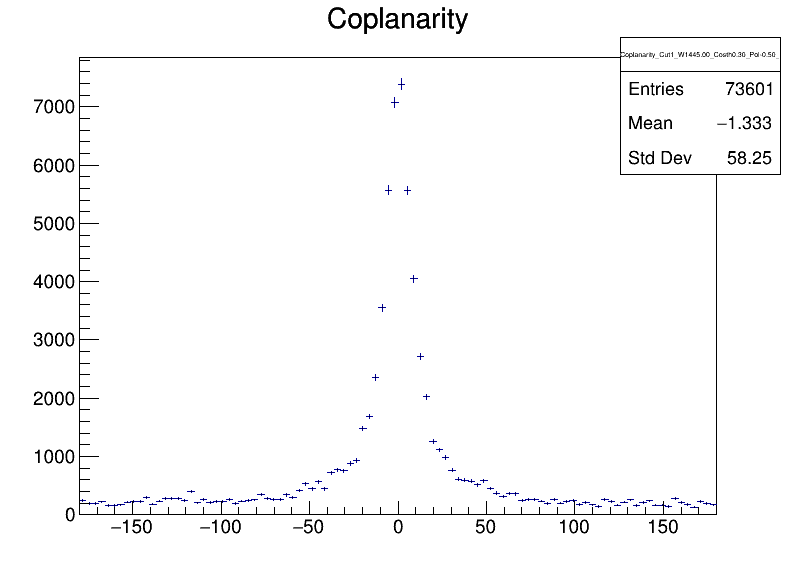 Coplanarity
Coplanarity_Cut1_W1445.00_Costh0.30_Pol-0.50_
Entries 73601
Mean −1.333
Std Dev 58.25
7000
6000
5000
4000
3000
2000
1000
0
−150 −100 −50 0 50 100 150